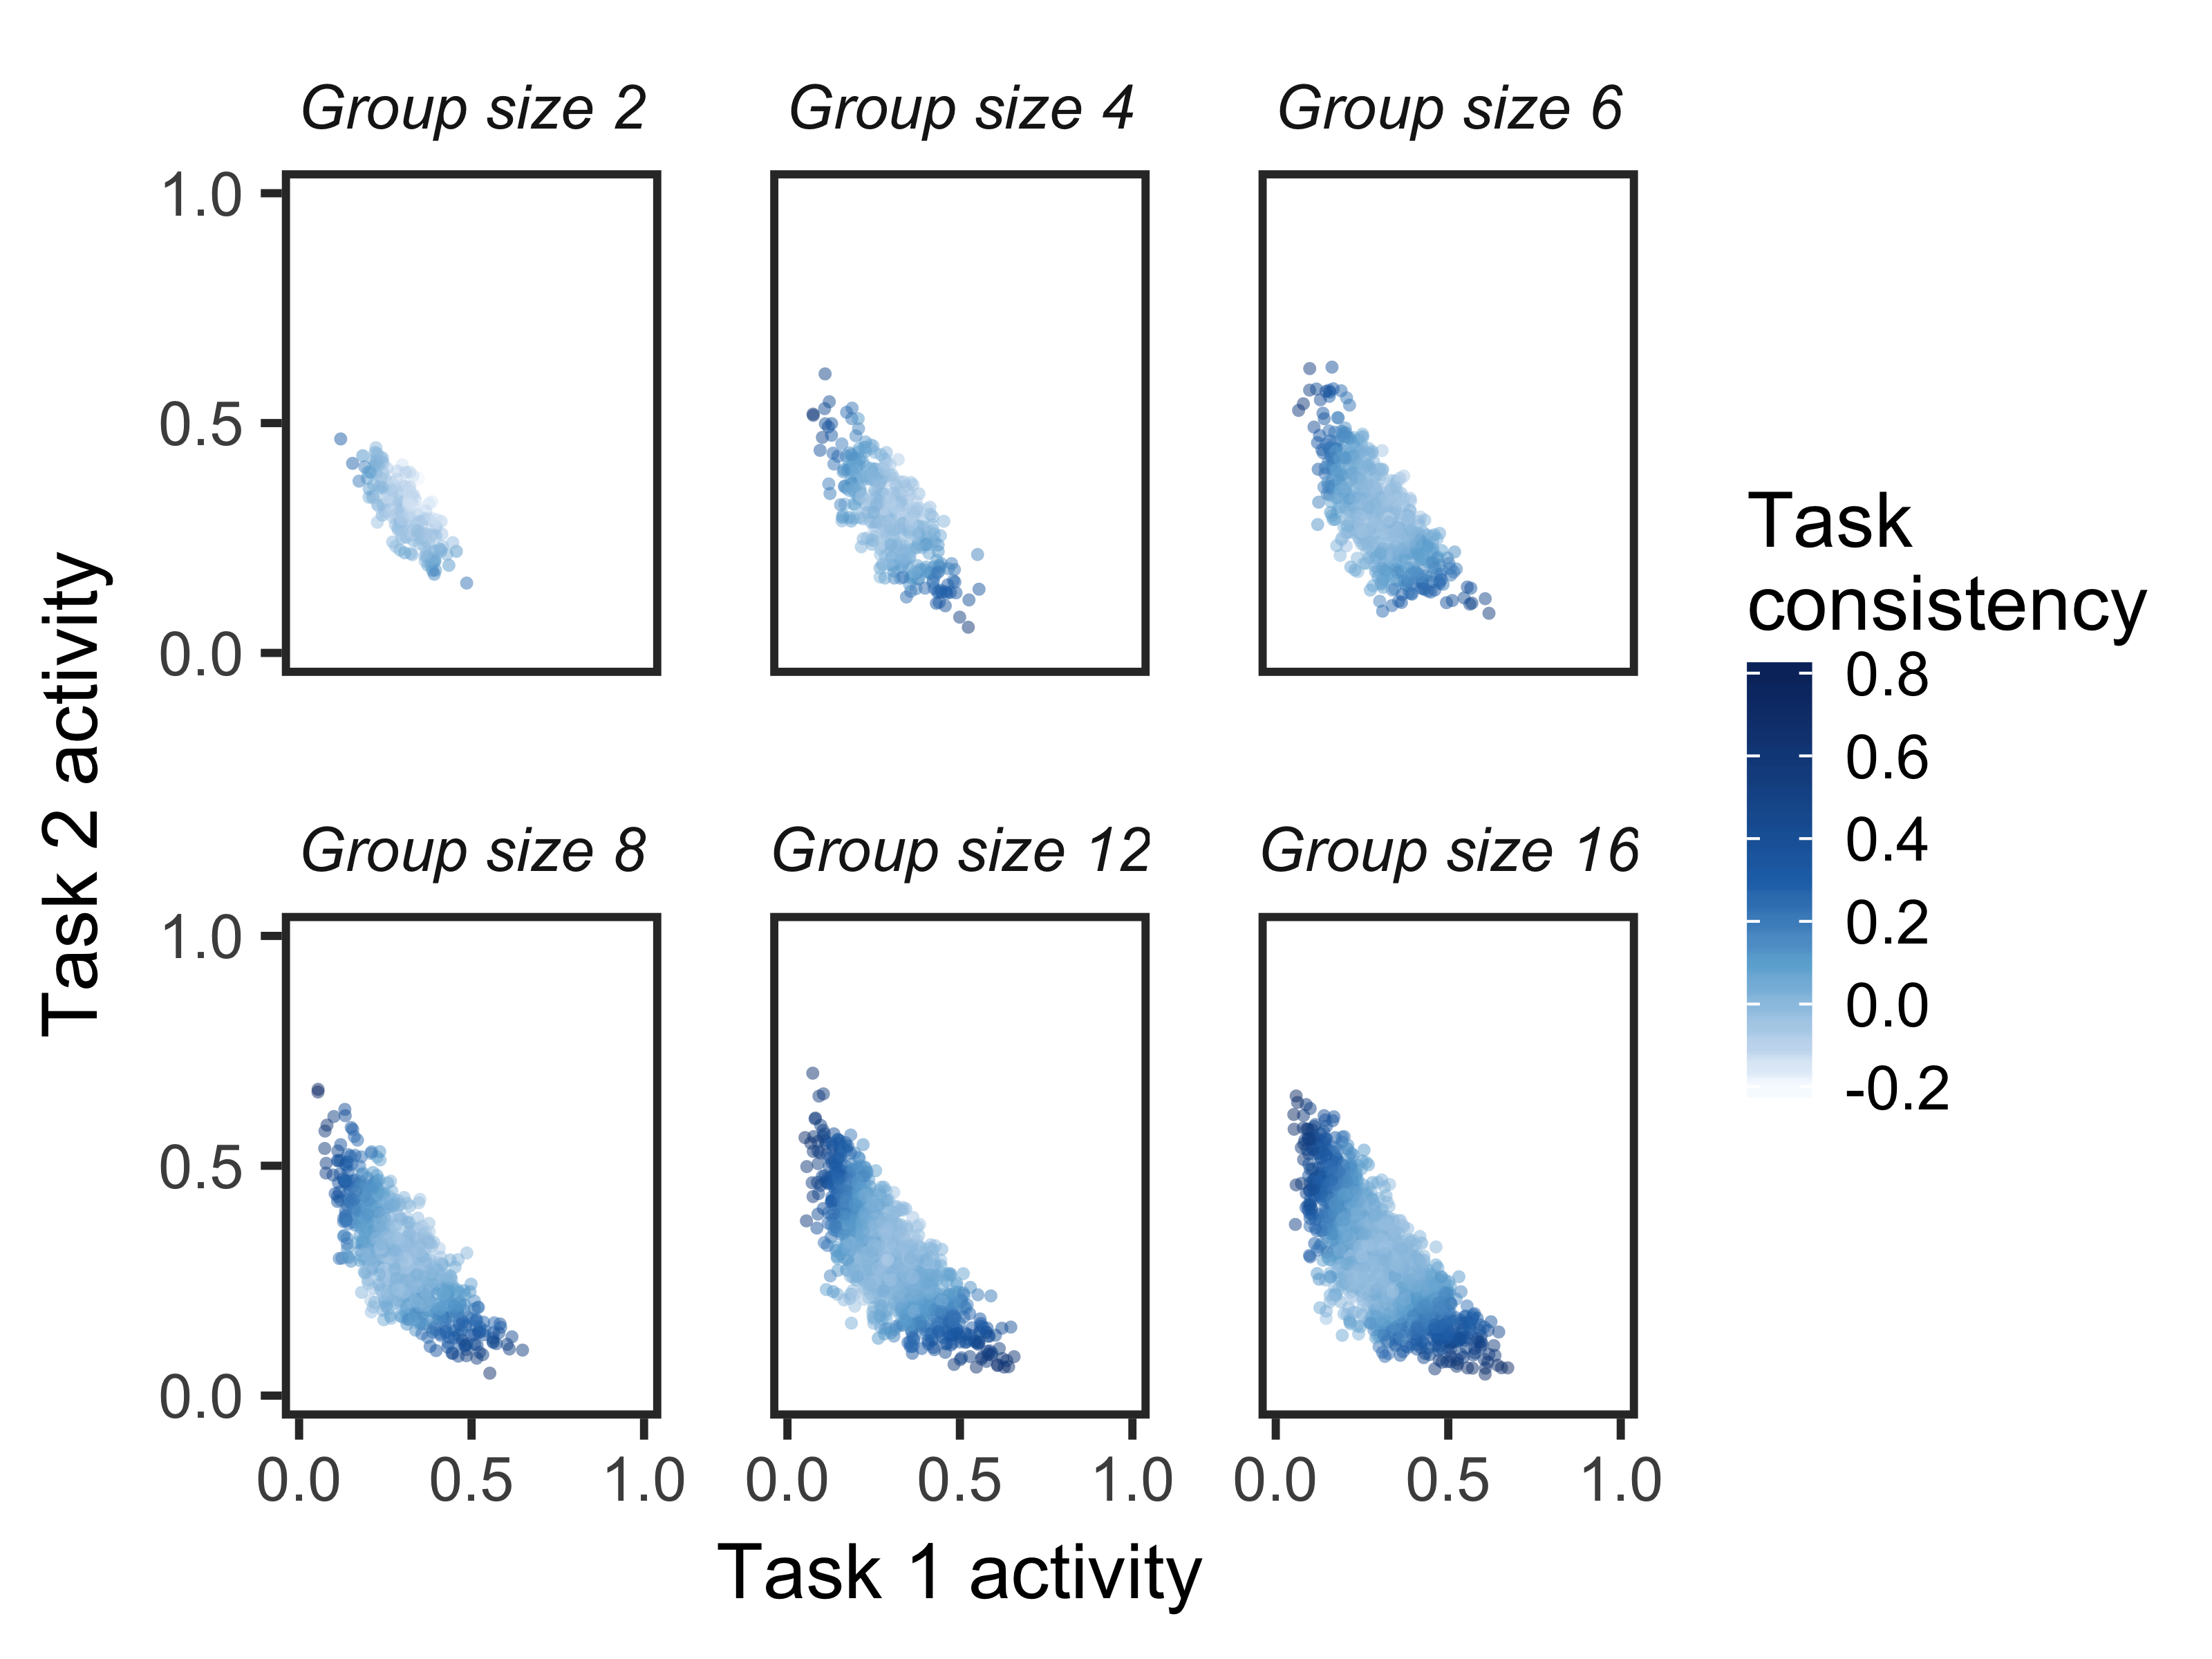 Group size 2
Group size 4
Group size 6
1.0
0.5
0.0
Task 2 activity
Task
consistency
0.8
0.6
0.4
0.2
0.0
-0.2
Group size 8
Group size 12
Group size 16
1.0
0.5
0.0
0.0 0.5 1.0
0.0 0.5 1.0
0.0 0.5 1.0
Task 1 activity